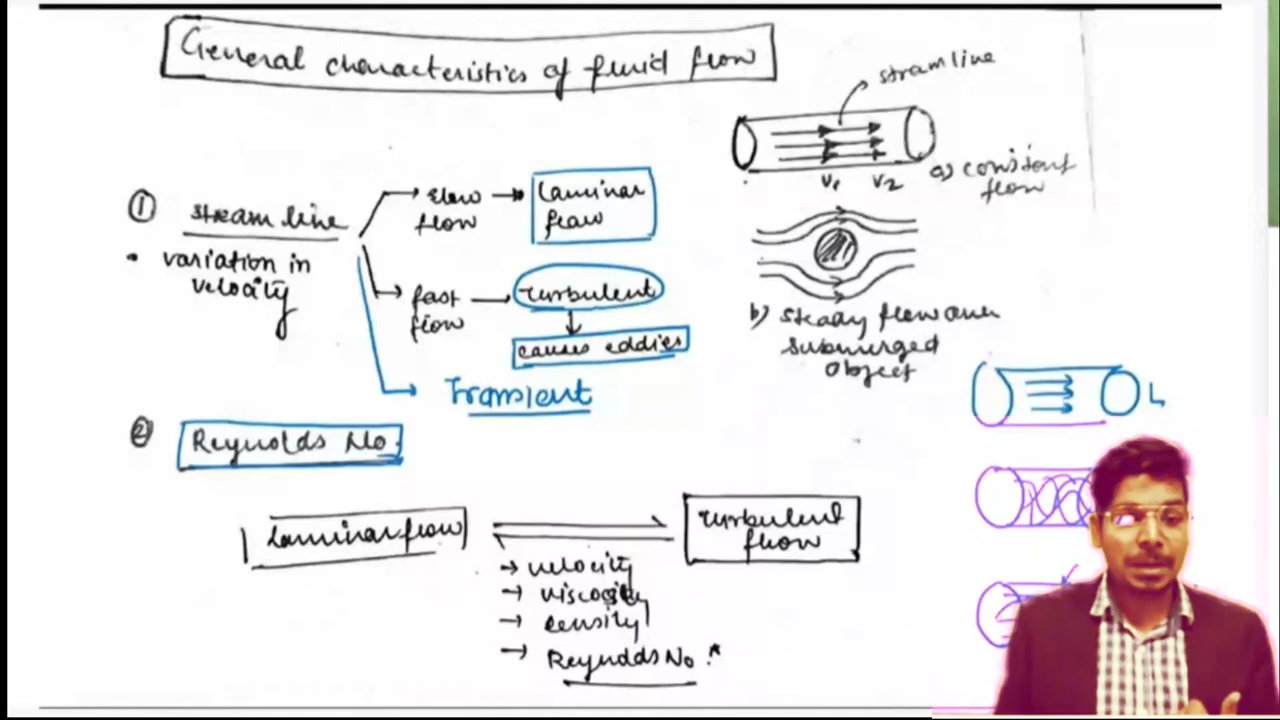 General characteristics of fluid flow
stramline
V1 V2
a) constant
flow
① stream line
• variation in
velocity
slow
flow
Laminar
flow
fast
flow
turbulent
causes eddies
Transient
b) steady flow over
submerged
object
L
② Reynolds No.
Laminar flow
turbulent
flow
→ velocity
→ viscosity
→ density
→ Reynolds No.*